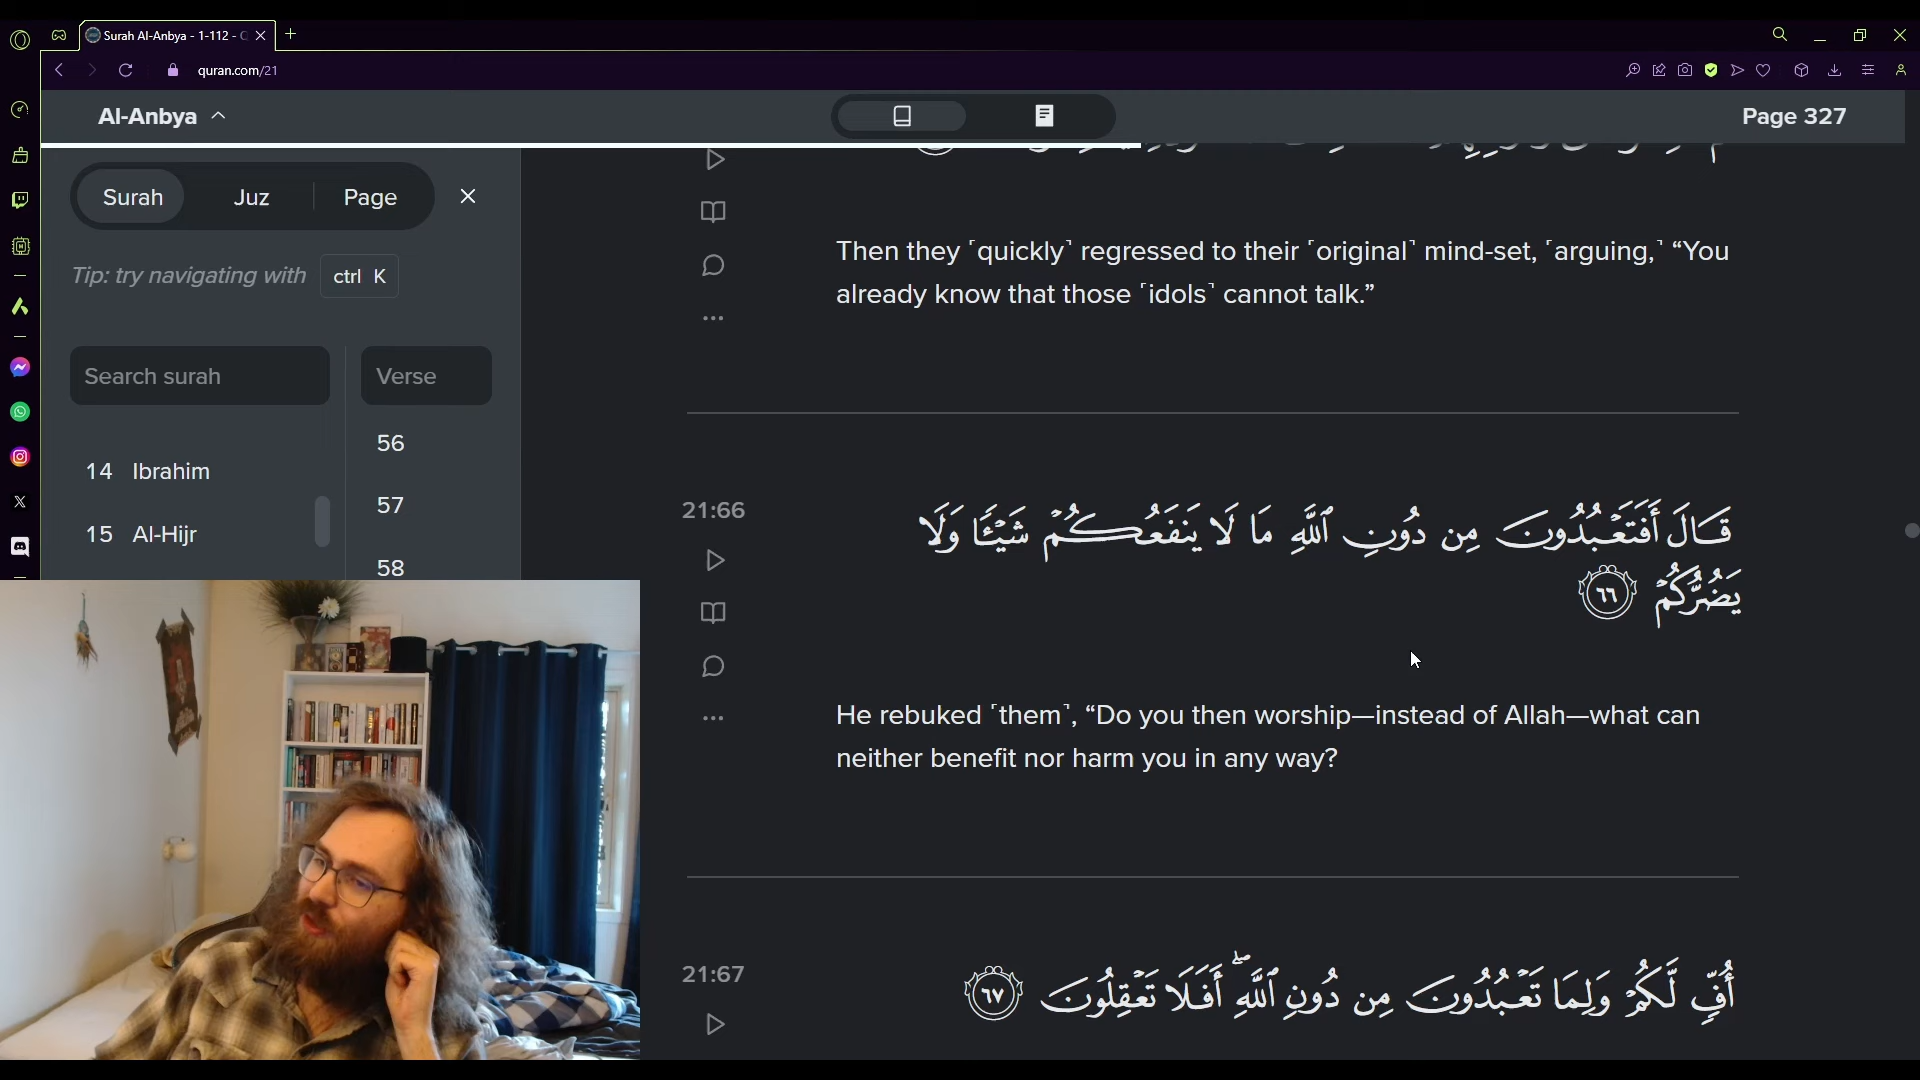 Surah Al-Anbya - 1-112 -
quran.com/21
Al-Anbya
Page 327
Surah
Juz
Page
Tip: try navigating with ctrl K
Search surah
Verse
14 Ibrahim
15 Al-Hijr
56
57
58
Then they ˹quickly˺ regressed to their ˹original˺ mind-set, ˹arguing,˺ “You
already know that those ˹idols˺ cannot talk.”
21:66
قَالَ أَفَتَعْبُدُونَ مِن دُونِ ٱللَّهِ مَا لَا يَنفَعُكُمْ شَيْـًٔا وَلَا
يَضُرُّكُمْ ٦٦
He rebuked ˹them˺, “Do you then worship—instead of Allah—what can
neither benefit nor harm you in any way?
21:67
أُفٍّ لَّكُمْ وَلِمَا تَعْبُدُونَ مِن دُونِ ٱللَّهِ ۖ أَفَلَا تَعْقِلُونَ ٦٧